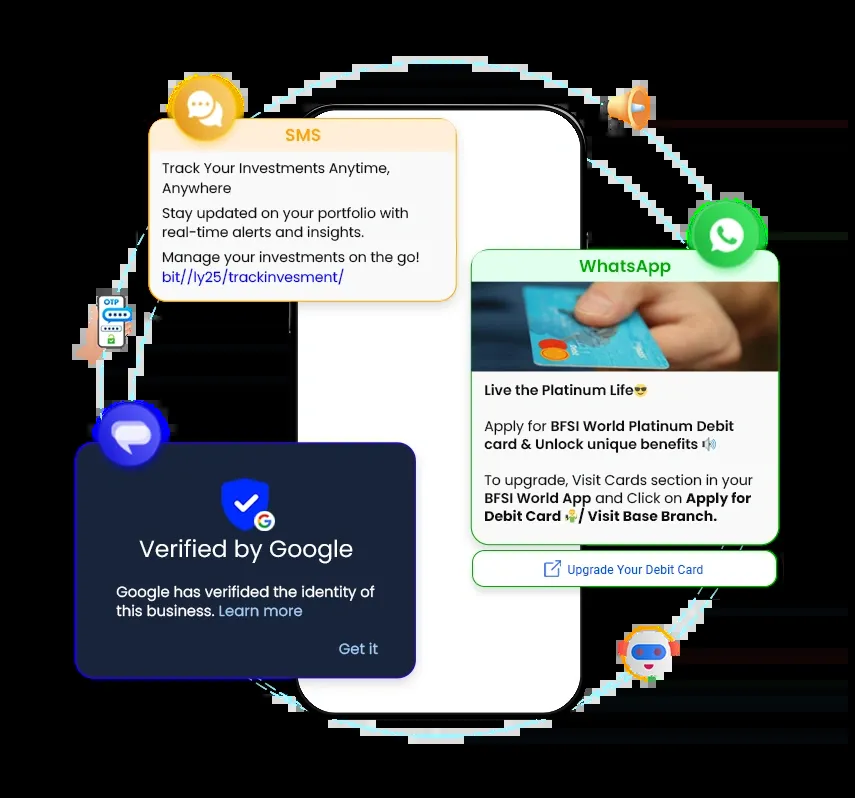 SMS
Track Your Investments Anytime,
Anywhere
Stay updated on your portfolio with
real-time alerts and insights.
Manage your investments on the go!
bit//ly25/trackinvesment/
WhatsApp
Live the Platinum Life😎
Apply for BFSI World Platinum Debit
card & Unlock unique benefits 🔊
To upgrade, Visit Cards section in your
BFSI World App and Click on Apply for
Debit Card 🤷‍♂️/ Visit Base Branch.
Upgrade Your Debit Card
OTP
Verified by Google
Google has verifided the identity of
this business. Learn more
Get it